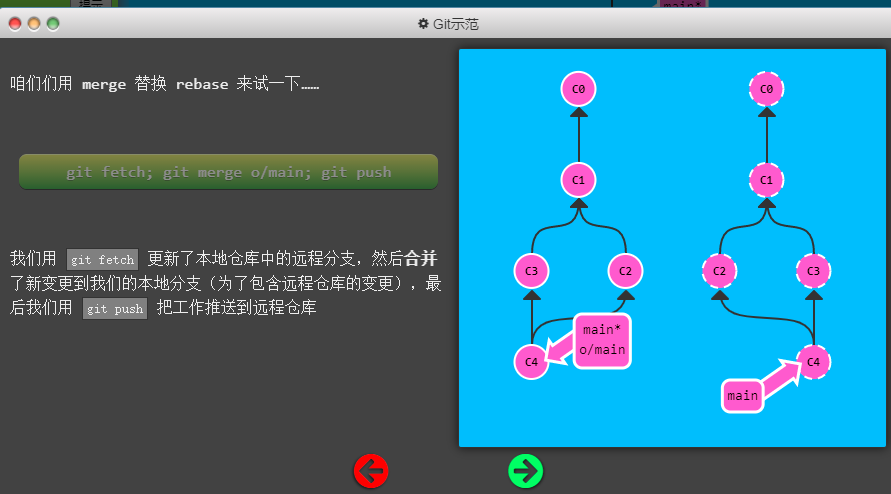 提示
main*
Git示范
咱们们用 merge 替换 rebase 来试一下……
git fetch; git merge o/main; git push
我们用 git fetch 更新了本地仓库中的远程分支，然后合并
了新变更到我们的本地分支（为了包含远程仓库的变更），最
后我们用 git push 把工作推送到远程仓库
C0
C1
C3
C2
C4
main*
o/main
C0
C1
C2
C3
C4
main